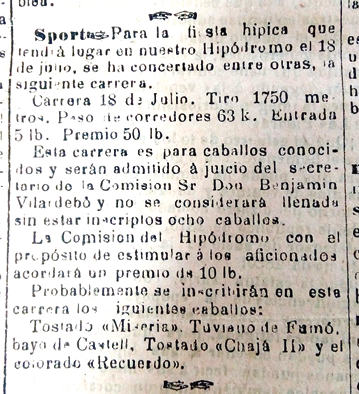 Sport—Para la fiesta hípica que
tendrá lugar en nuestro Hipódromo el 18
de julio, se ha concertado entre otras, la
siguiente carrera.
Carrera 18 de Julio. Tiro 1750 me-
tros. Peso de corredores 63 k. Entrada
5 lb. Premio 50 lb.
Esta carrera es para caballos conoci-
dos y serán admitido á juicio del secre-
tario de la Comision Sr Don Benjamin
Vilardebó y no se considerará llenada
sin estar inscriptos ocho caballos.
La Comision del Hipódromo con el
propósito de estimular á los aficionados
acordará un premio de 10 lb.
Probablemente se inscribirán en esta
carrera los iguientes caballos:
Tostado «Miseria». Tuviano de Fumó,
bayo de Castell, Tostado «Chajá II» y el
colorado «Recuerdo».